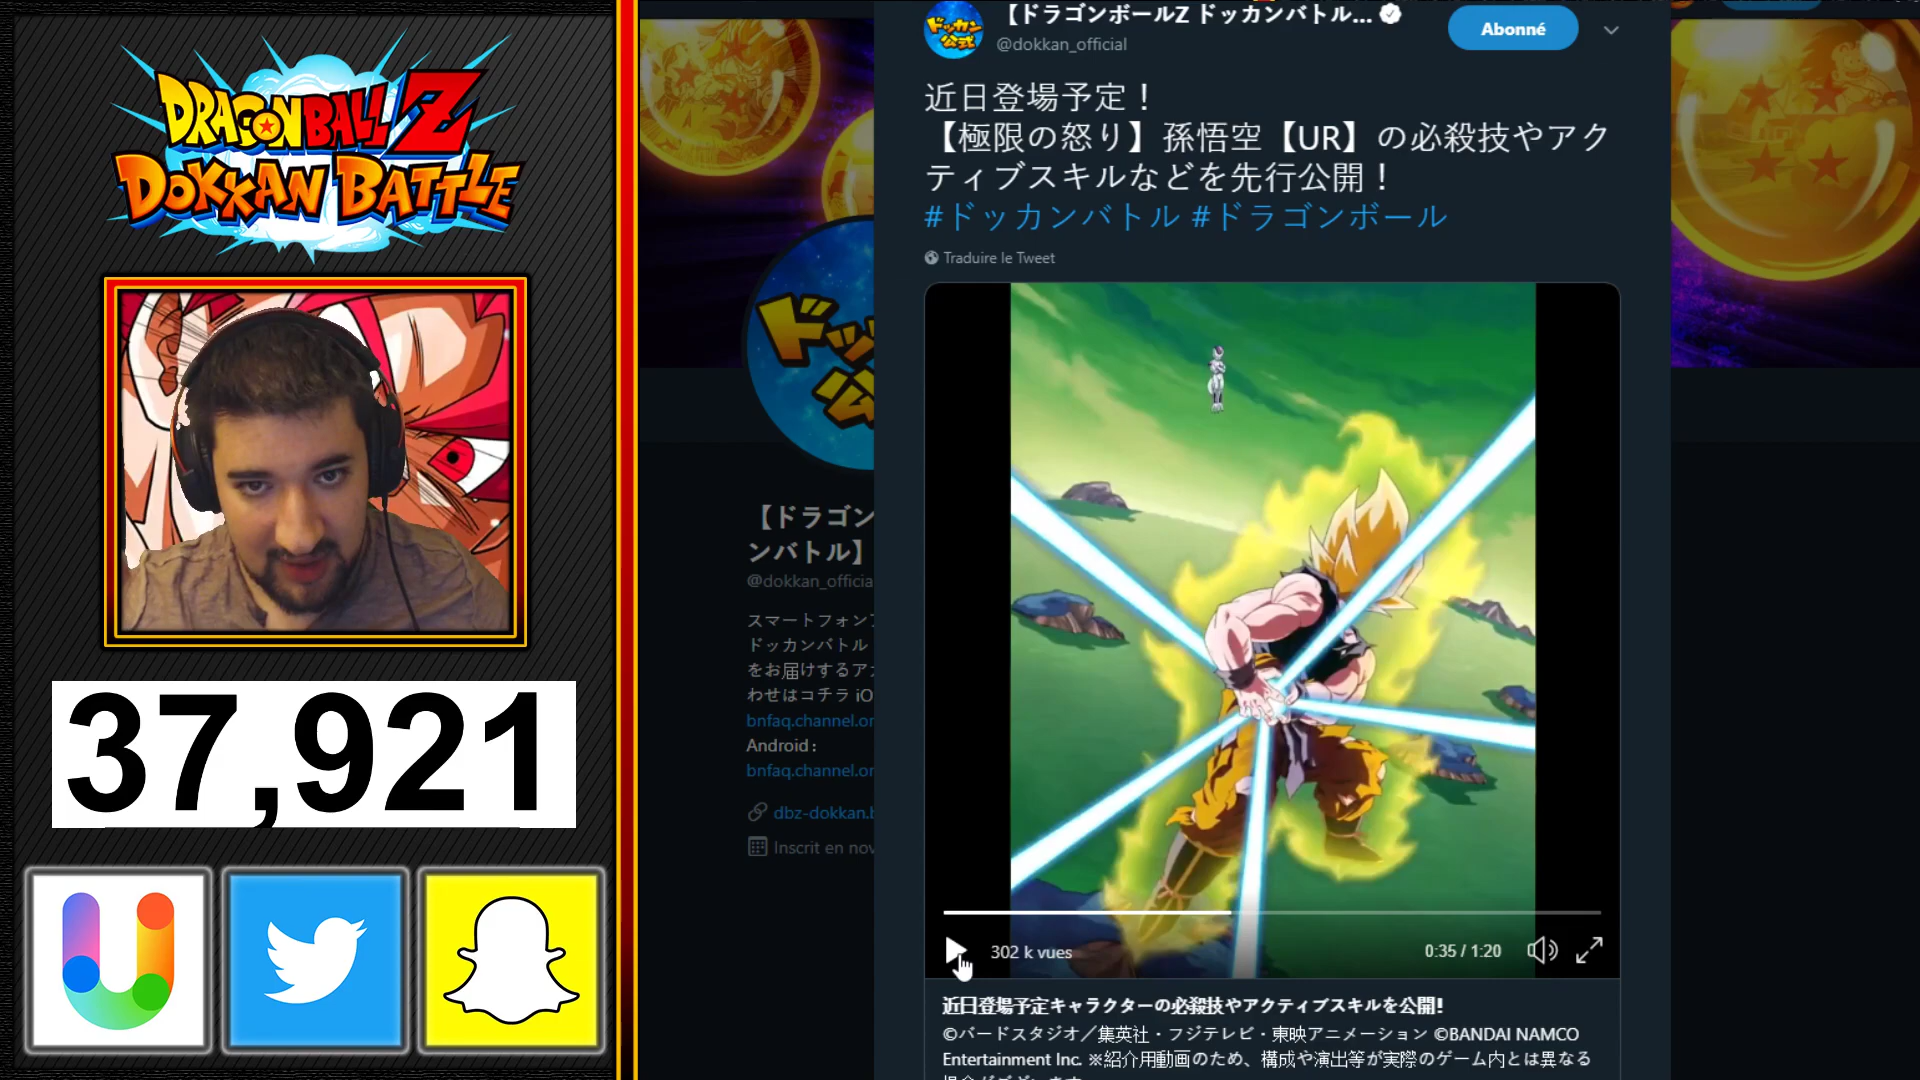 DRAGON BALL Z
DOKKAN BATTLE
37,921
ドッカン
公式
【ドラゴンボールZ ドッカンバトル...
@dokkan_official
Abonné
近日登場予定！
【極限の怒り】孫悟空【UR】の必殺技やアク
ティブスキルなどを先行公開！
#ドッカンバトル #ドラゴンボール
Traduire le Tweet
【ドラゴン
ンバトル】
@dokkan_officia
スマートフォン
ドッカンバトル
をお届けするア
わせはコチラ iO
bnfaq.channel.or
Android：
bnfaq.channel.or
dbz-dokkan.b
Inscrit en nov
302 k vues
0:35 / 1:20
近日登場予定キャラクターの必殺技やアクティブスキルを公開!
©バードスタジオ／集英社・フジテレビ・東映アニメーション ©BANDAI NAMCO
Entertainment Inc. ※紹介用動画のため、構成や演出等が実際のゲーム内とは異なる